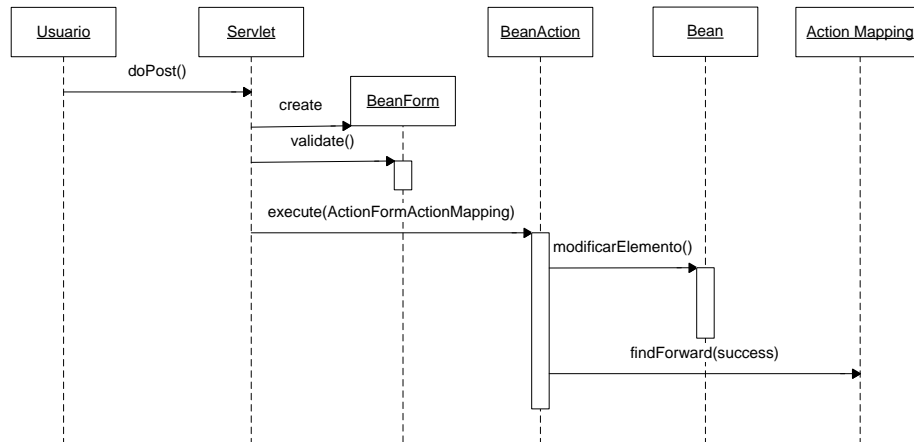 Usuario
Servlet
BeanAction
Bean
Action Mapping
doPost()
BeanForm
create
validate()
execute(ActionFormActionMapping)
modificarElemento()
findForward(success)